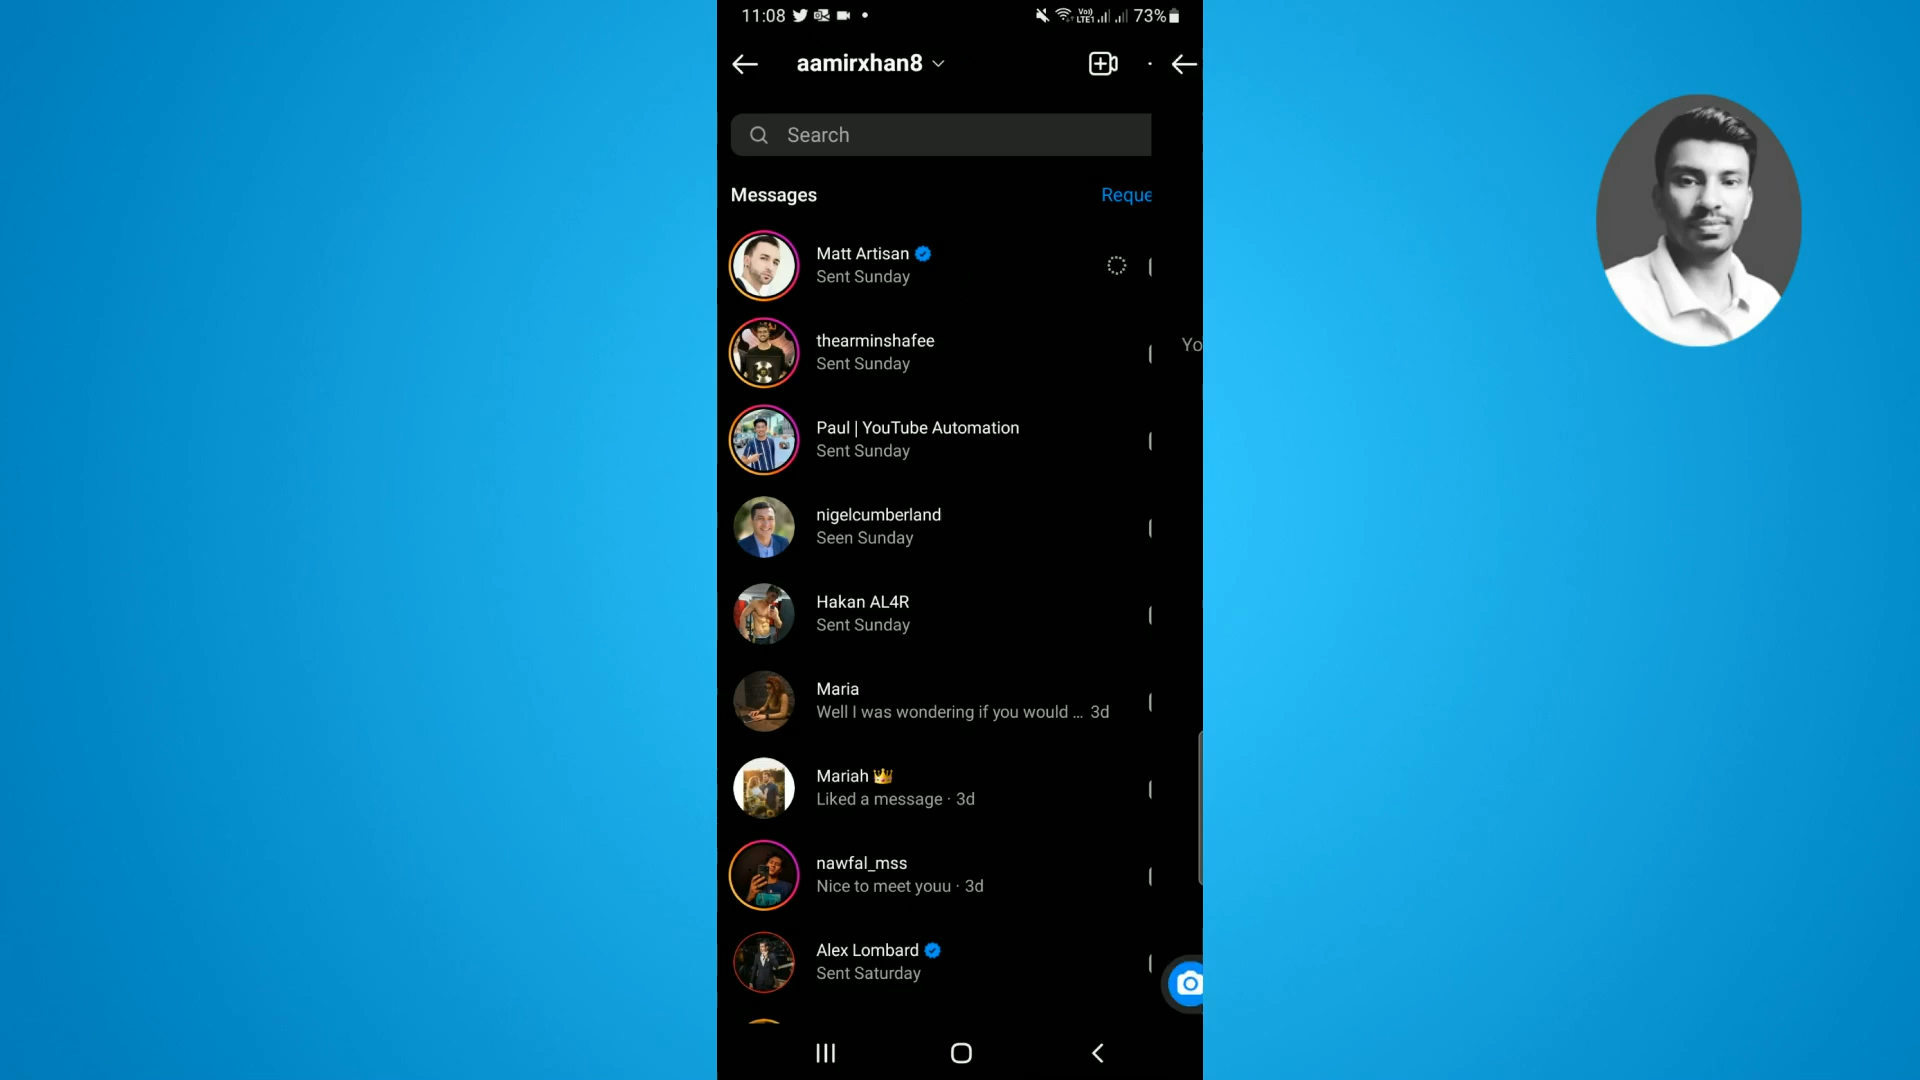 11:08
Vo)) LTE1 73%
aamirxhan8
Search
Messages Reque
Matt Artisan
Sent Sunday
thearminshafee
Sent Sunday
Yo
Paul | YouTube Automation
Sent Sunday
nigelcumberland
Seen Sunday
Hakan AL4R
Sent Sunday
Maria
Well I was wondering if you would ... 3d
Mariah 👑
Liked a message · 3d
nawfal_mss
Nice to meet youu · 3d
Alex Lombard
Sent Saturday